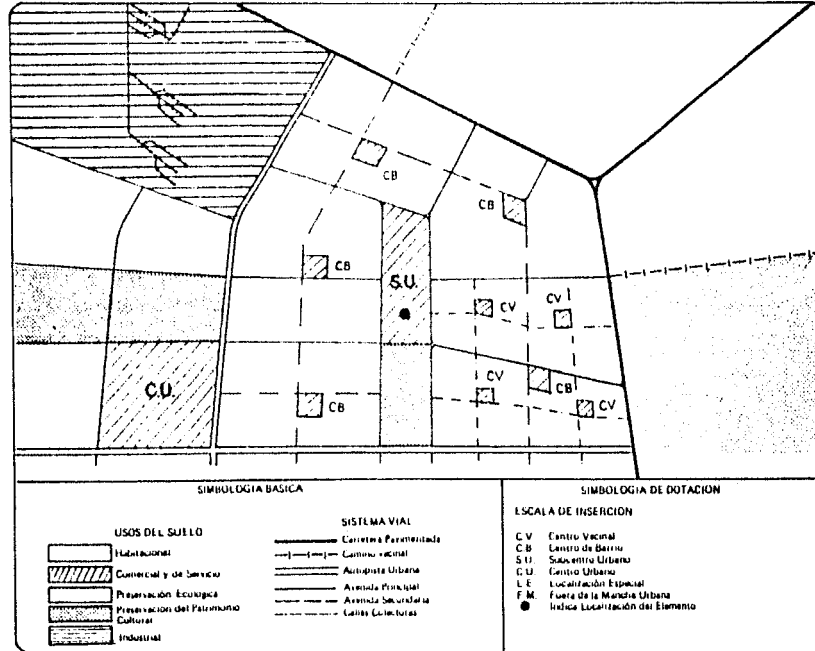 CB
CB
CB
S.U.
CV
CV
C.U.
CV
CB
CB
CV
SIMBOLOGIA BASICA
USOS DEL SUELO
Habitacional
Comercial y de Servicio
Preservación Ecológica
Preservación del Patrimonio
Cultural
Industrial
SISTEMA VIAL
Carretera Pavimentada
Camino vecinal
Autopista Urbana
Avenida Principal
Avenida Secundaria
Calles Colectoras
SIMBOLOGIA DE DOTACION
ESCALA DE INSERCION
C.V. Centro Vecinal
C.B. Centro de Barrio
S.U. Subcentro Urbano
C.U. Centro Urbano
L.E. Localización Especial
F.M. Fuera de la Mancha Urbana
Indica Localización del Elemento